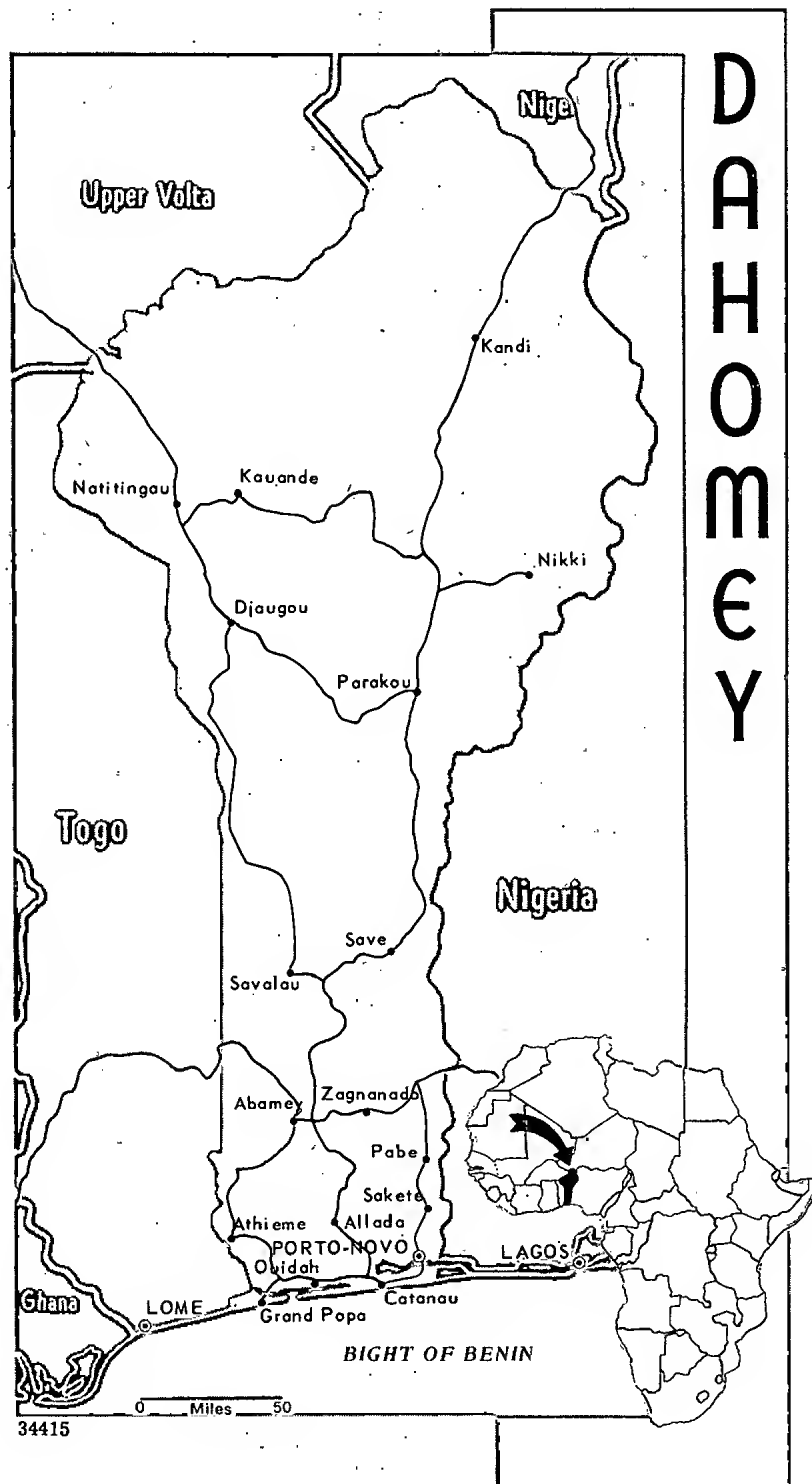 DAHOMEY
Niger
Upper Volta
Kandi
Natitingau
Kauande
Nikki
Djaugou
Parakau
Togo
Nigeria
Save
Savalau
Abamey
Zagnanado
Pabe
Sakete
Athieme
Allada
PORTO-NOVO
LAGOS
Ouidah
Ghana
LOME
Grand Popa
Catanau
BIGHT OF BENIN
0 Miles 50
34415